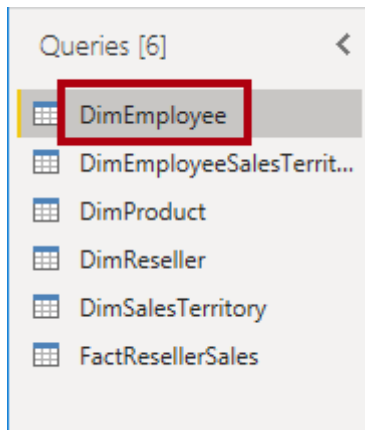 Queries [6]
DimEmployee
DimEmployeeSalesTerrit...
DimProduct
DimReseller
DimSalesTerritory
FactResellerSales